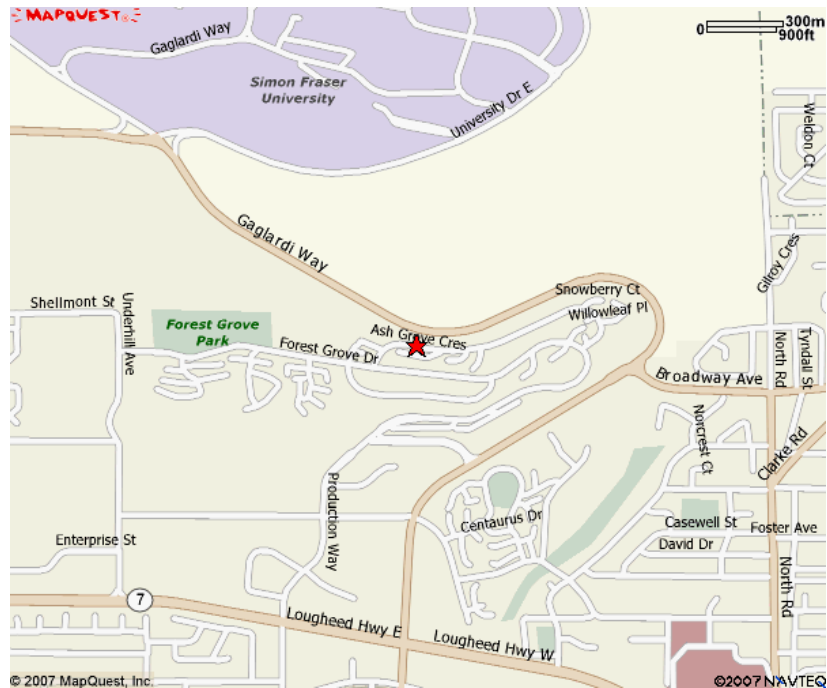 MAPQUEST
300m
0
900ft
Gaglardi Way
Simon Fraser
University
University Dr E
Weldon Ct
Gaglardi Way
Gilroy Cres
Snowberry Ct
Shellmont St
Underhill Ave
Willowleaf Pl
Forest Grove
Park
Ash Grove Cres
Forest Grove Dr
North Rd
Tyndall St
Broadway Ave
Norcrest Ct
Clarke Rd
Production Way
Centaurus Dr
Casewell St
Foster Ave
Enterprise St
David Dr
North Rd
7
Lougheed Hwy E
Lougheed Hwy W
© 2007 MapQuest, Inc.
©2007 NAVTEQ